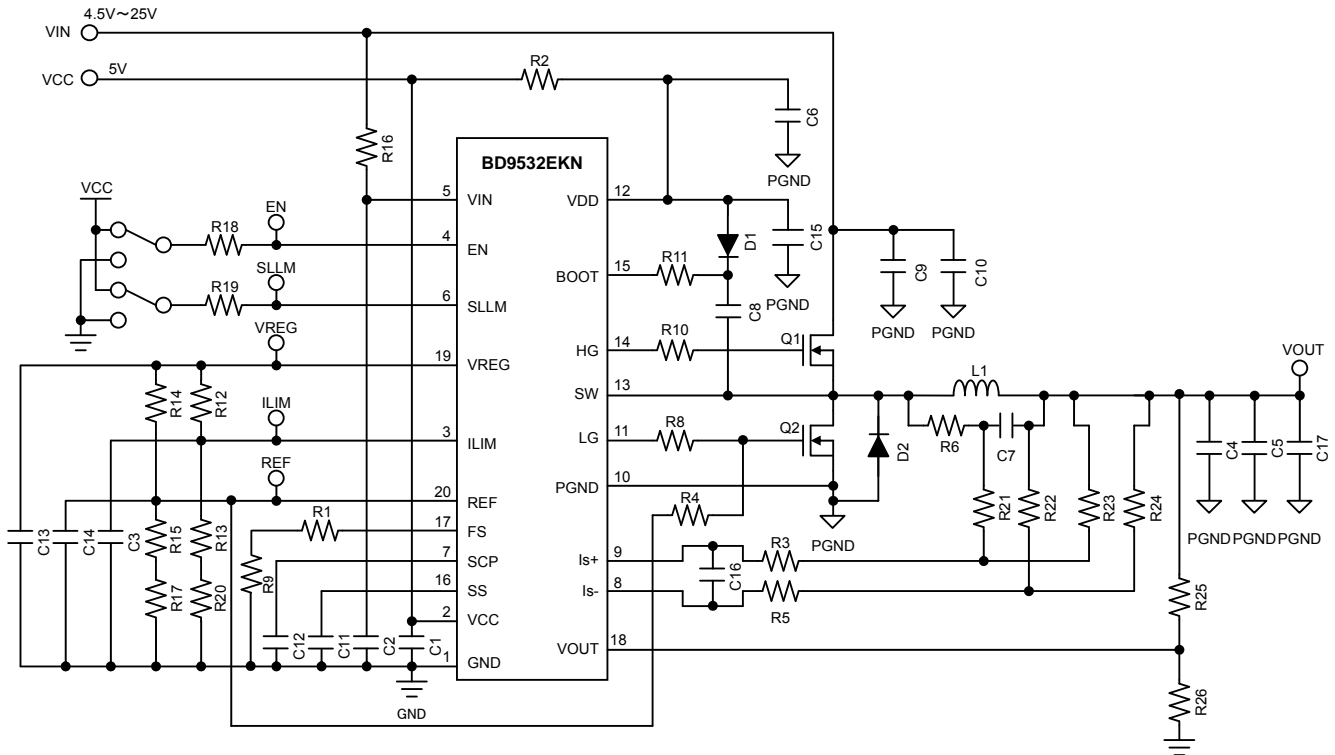 4.5V～25V
VIN
VCC
5V
R2
C6
PGND
R16
BD9532EKN
VCC
5
VIN
VDD
12
EN
R18
4
EN
D1
C15
PGND
SLLM
R19
6
SLLM
BOOT
15
R11
C8
C9
C10
PGND
PGND
VREG
19
VREG
HG
14
R10
Q1
VOUT
SW
13
L1
R14
R12
ILIM
3
ILIM
LG
11
R8
Q2
D2
R6
C7
C4
C5
C17
REF
20
REF
PGND
10
R4
R21
R22
R23
R24
PGND
PGND
PGND
PGND
R1
17
FS
C13
C14
C3
R15
R13
R9
7
SCP
Is+
9
C16
R3
16
SS
Is-
8
R5
R25
R17
R20
2
VCC
C12
C11
C2
C1
VOUT
18
1
GND
GND
R26